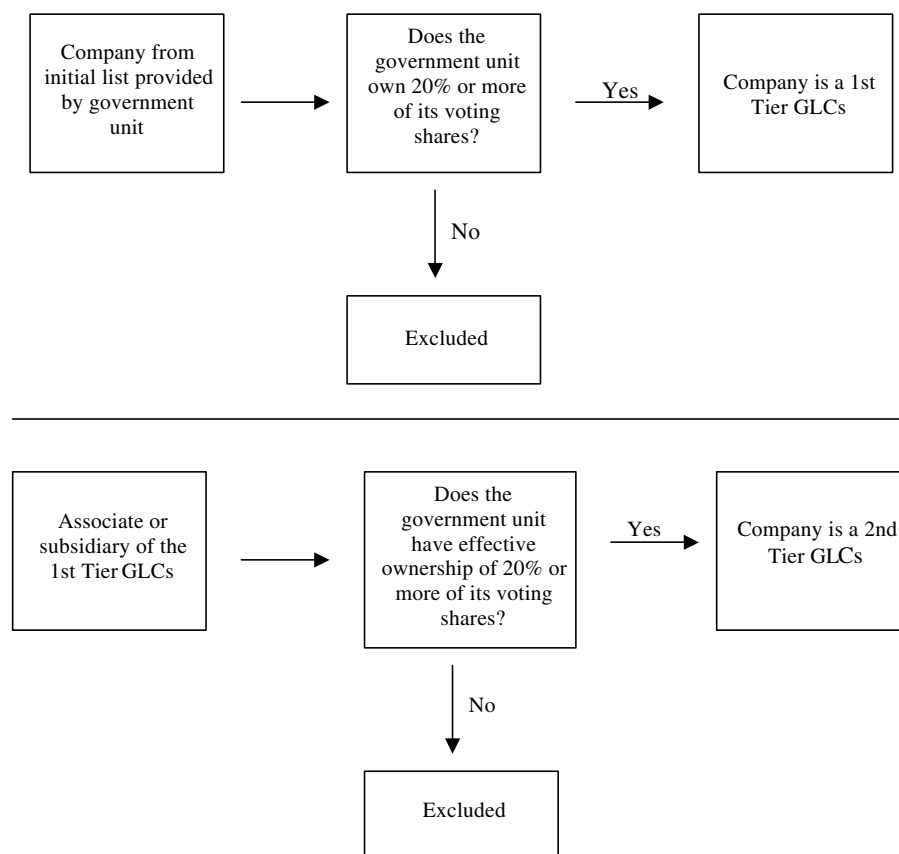 Company from
initial list provided
by government
unit
Does the
government unit
own 20% or more
of its voting
shares?
Yes
Company is a 1st
Tier GLCs
No
Excluded
Associate or
subsidiary of the
1st Tier GLCs
Does the
government unit
have effective
ownership of 20% or
more of its voting
shares?
Yes
Company is a 2nd
Tier GLCs
No
Excluded